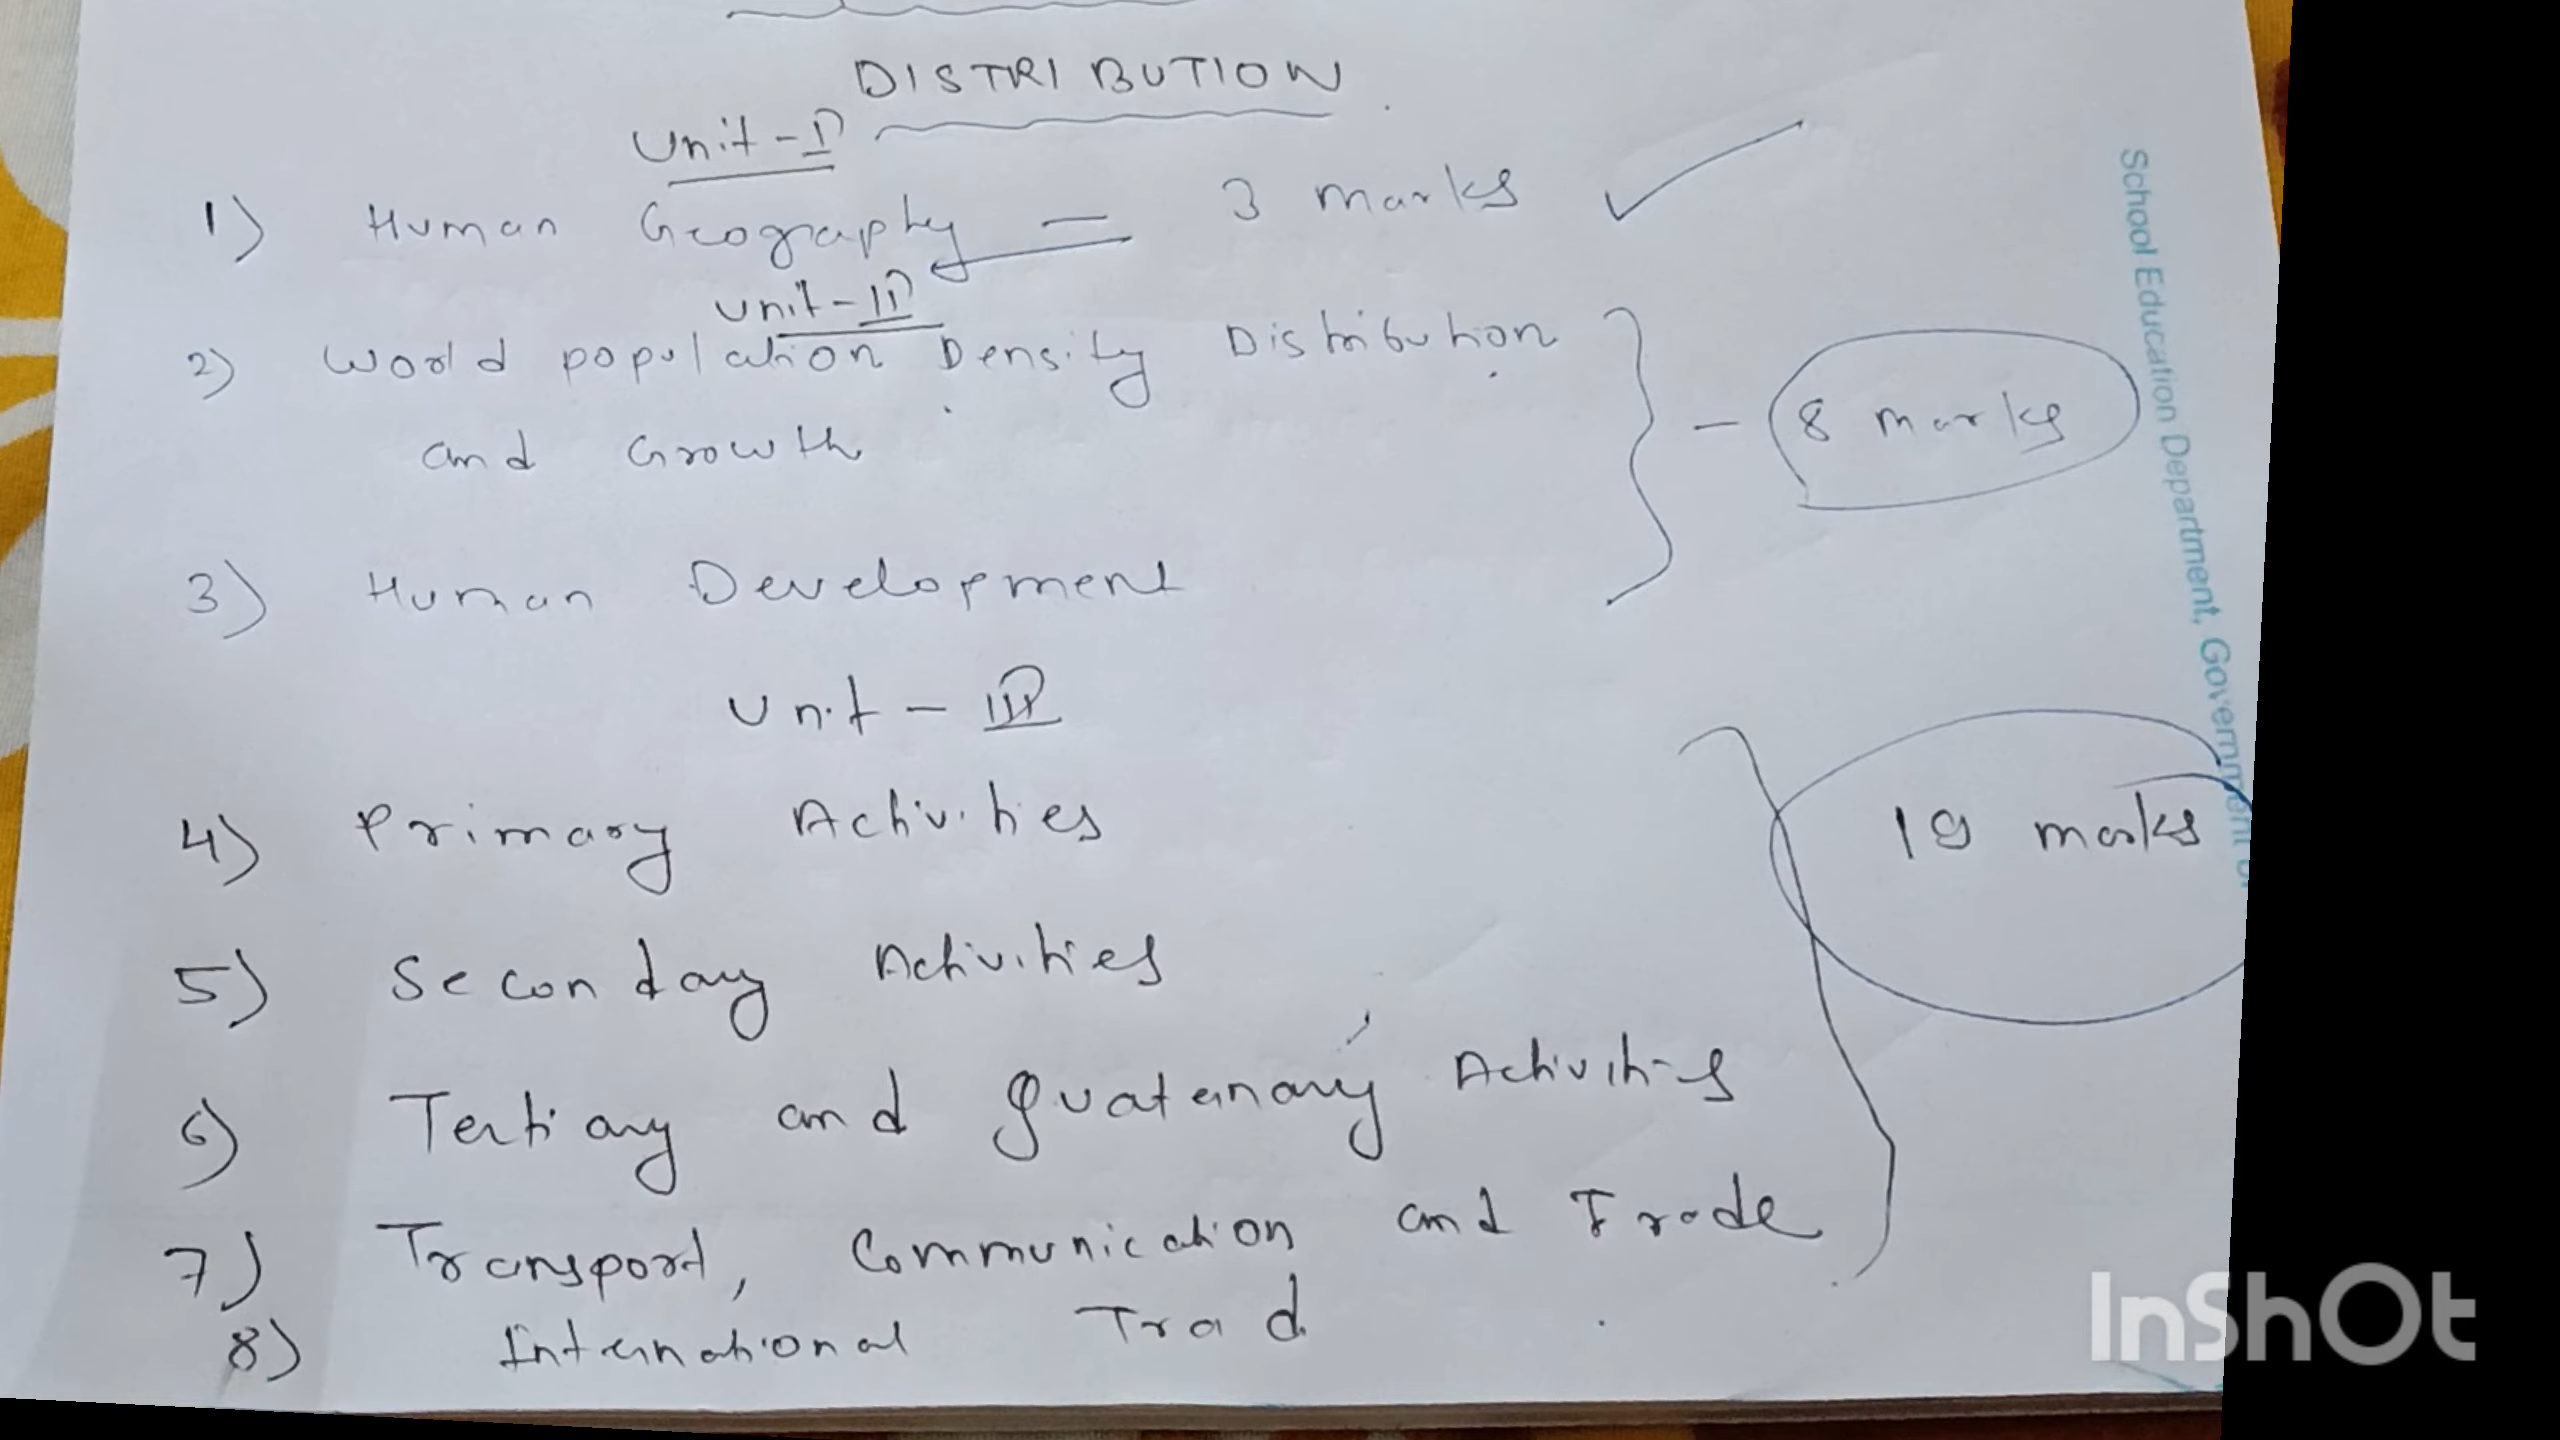 DISTRIBUTION
Unit-I
1) Human Geography = 3 marks
Unit-II
2) World population Density Distribution
and Growth
- 8 marks
3) Human Development
Unit-III
4) Primary Activities
19 marks
5) Secondary Activities
6) Tertiary and Quaternary Activities
7) Transport, Communication and Trade
8) International Trad
School Education Department, Government of
InShOt